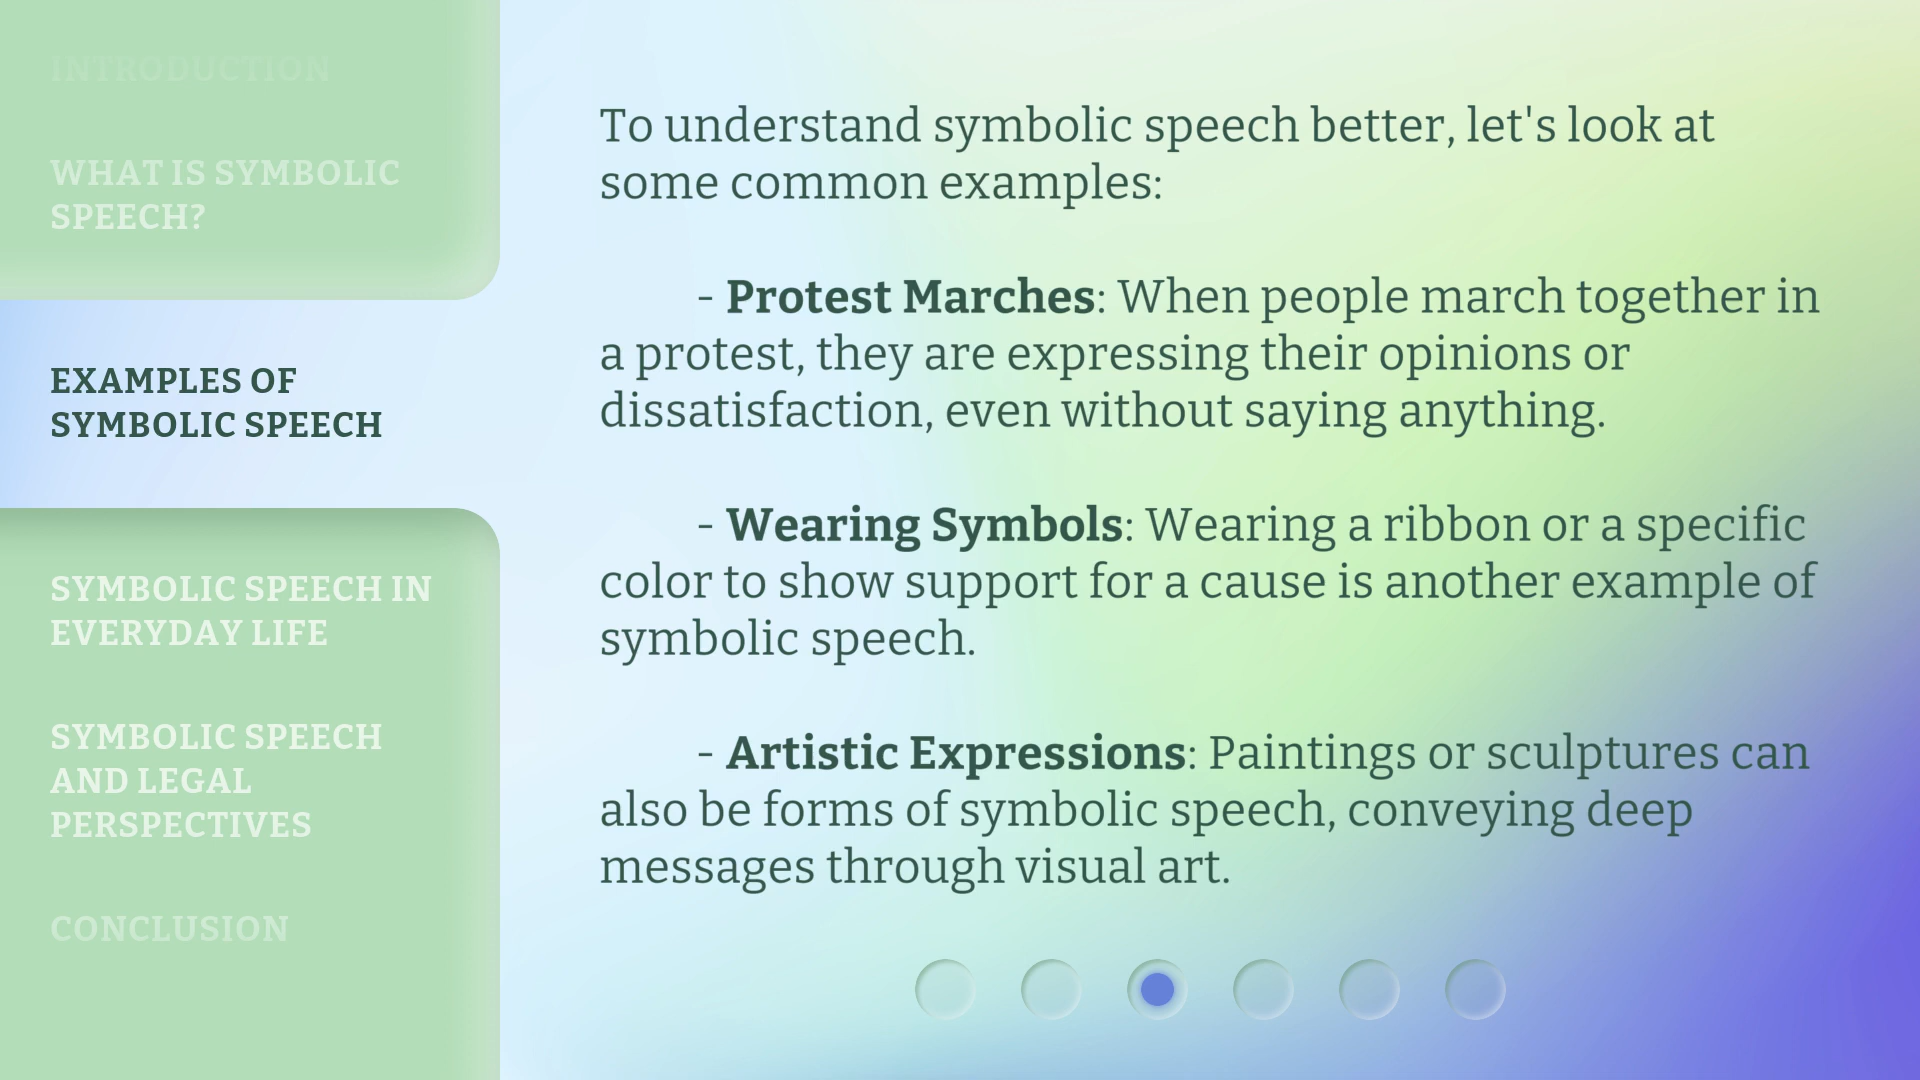 INTRODUCTION
WHAT IS SYMBOLIC
SPEECH?
EXAMPLES OF
SYMBOLIC SPEECH
SYMBOLIC SPEECH IN
EVERYDAY LIFE
SYMBOLIC SPEECH
AND LEGAL
PERSPECTIVES
CONCLUSION
To understand symbolic speech better, let's look at
some common examples:
- Protest Marches: When people march together in
a protest, they are expressing their opinions or
dissatisfaction, even without saying anything.
- Wearing Symbols: Wearing a ribbon or a specific
color to show support for a cause is another example of
symbolic speech.
- Artistic Expressions: Paintings or sculptures can
also be forms of symbolic speech, conveying deep
messages through visual art.